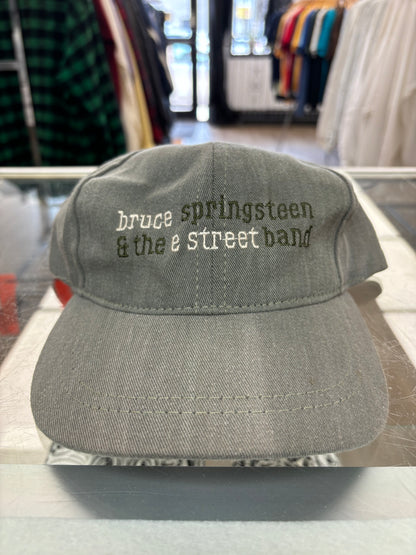 bruce springsteen
& the e street band